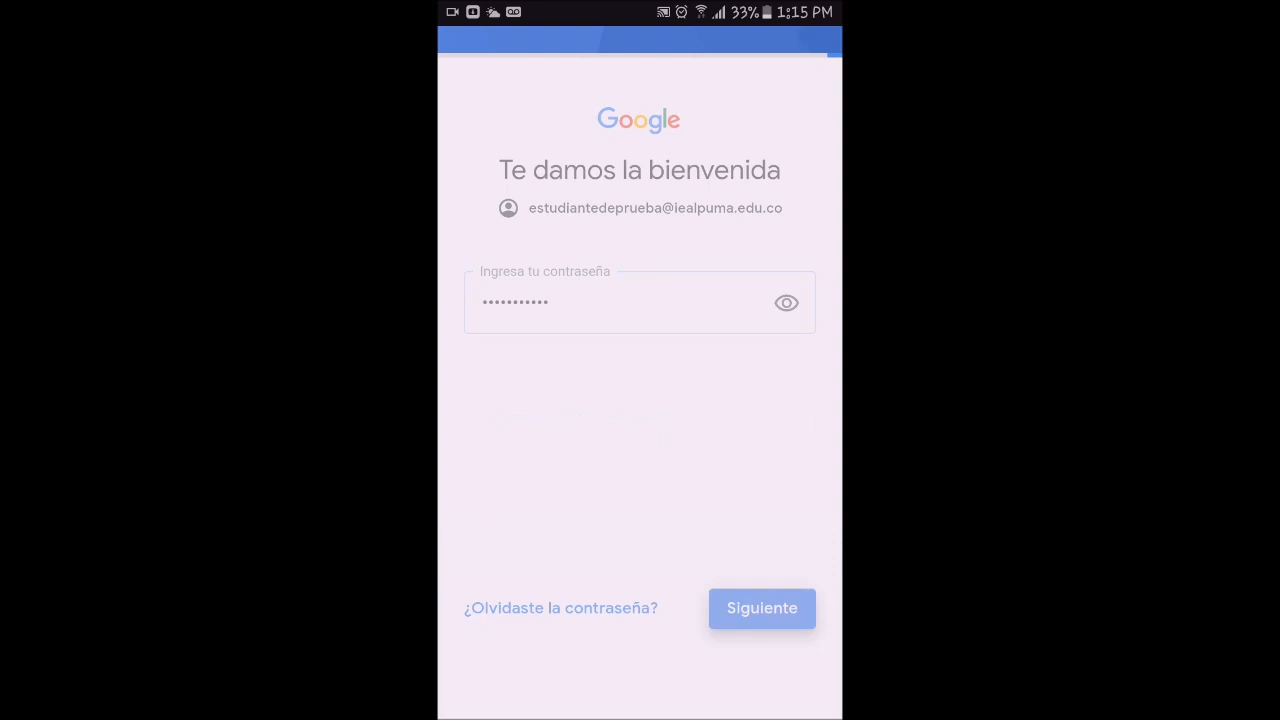 33% 1:15 PM
Google
Te damos la bienvenida
estudiantedeprueba@iealpuma.edu.co
Ingresa tu contraseña
•••••••••••
¿Olvidaste la contraseña? Siguiente